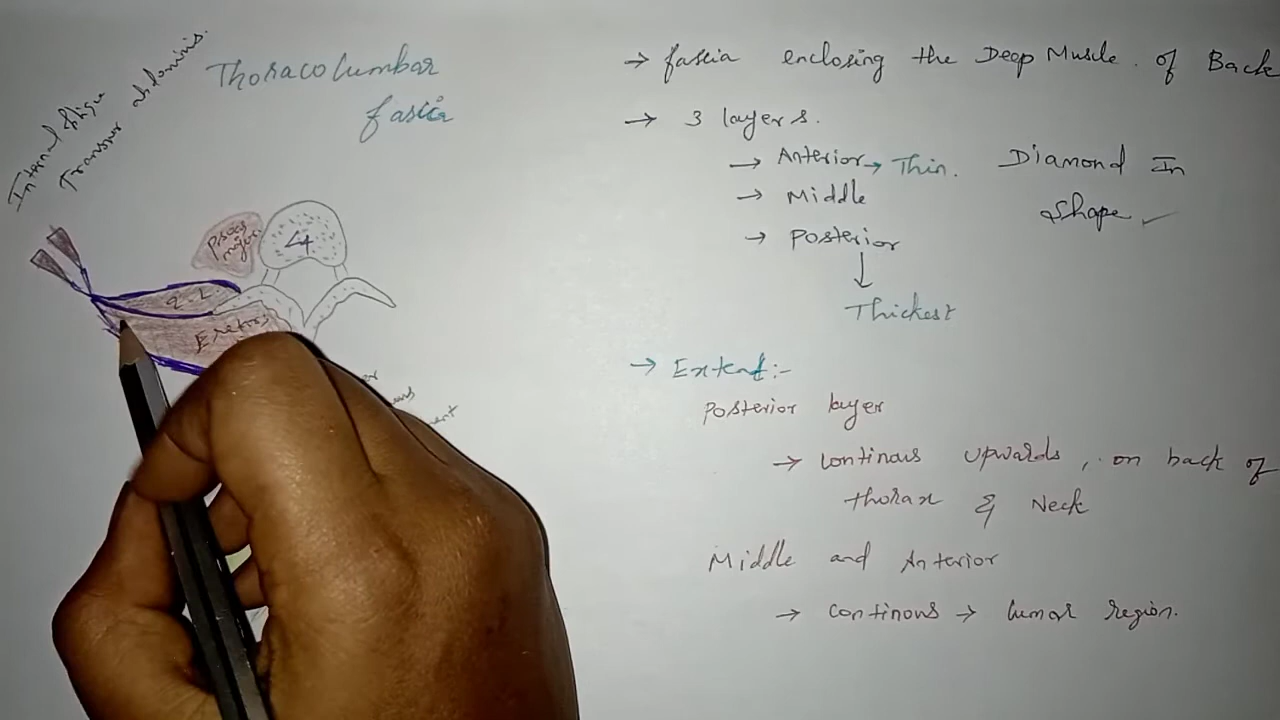 Internal oblique
Transver abdominis.
Thoracolumbar
fascia
Psoas
major
L4
Q.L
Erector
→ fascia enclosing the Deep Muscle. of Back
→ 3 layers.
→ Anterior → Thin.
→ Middle
→ Posterior
↓
Thickest
Diamond In
shape ✓
→ Extent :-
Posterior layer
→ Continous upwards, on back of
thorax & Neck
Middle and Anterior
→ Continous → lumar region.